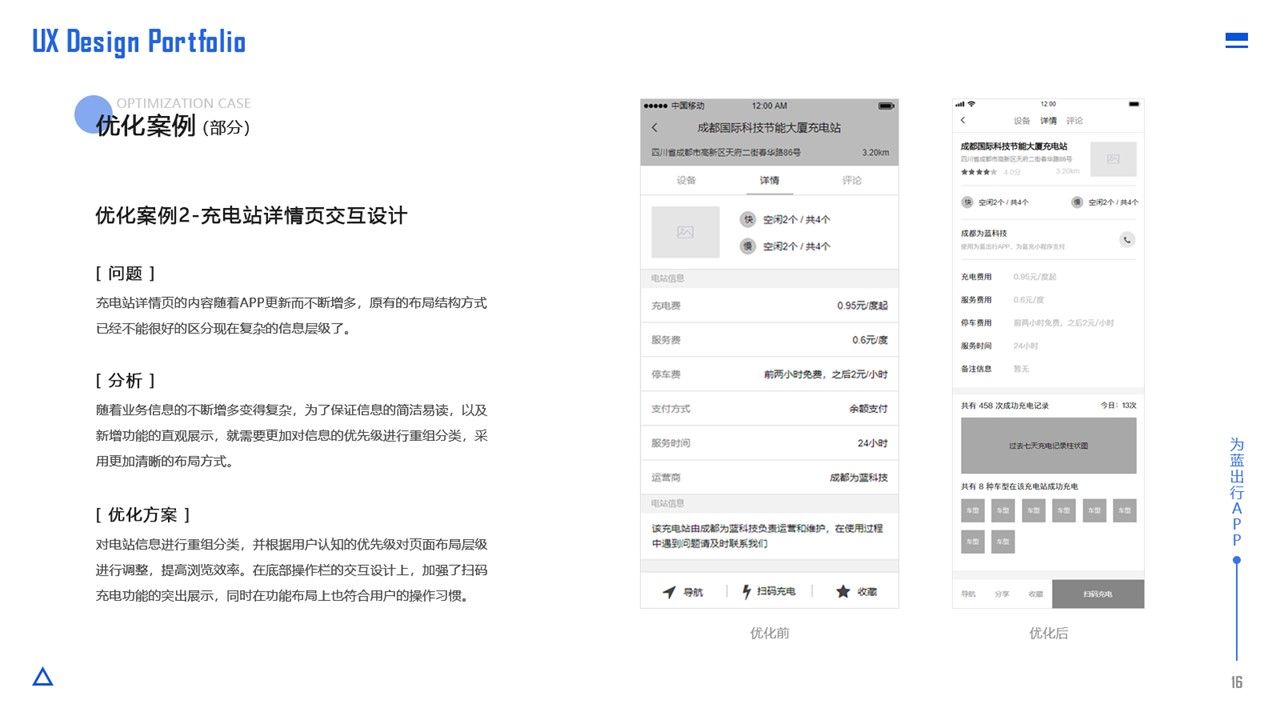 UX Design Portfolio
OPTIMIZATION CASE
优化案例 (部分)
优化案例2-充电站详情页交互设计
[ 问题 ]
充电站详情页的内容随着APP更新而不断增多，原有的布局结构方式
已经不能很好的区分现在复杂的信息层级了。
[ 分析 ]
随着业务信息的不断增多变得复杂，为了保证信息的简洁易读，以及
新增功能的直观展示，就需要更加对信息的优先级进行重组分类，采
用更加清晰的布局方式。
[ 优化方案 ]
对电站信息进行重组分类，并根据用户认知的优先级对页面布局层级
进行调整，提高浏览效率。在底部操作栏的交互设计上，加强了扫码
充电功能的突出展示，同时在功能布局上也符合用户的操作习惯。
中国移动 12:00 AM
成都国际科技节能大厦充电站
四川省成都市高新区天府二街春华路86号 3.20km
设备 详情 评论
快 空闲2个 / 共4个
慢 空闲2个 / 共4个
电站信息
充电费 0.95元/度起
服务费 0.6元/度
停车费 前两小时免费，之后2元/小时
支付方式 余额支付
服务时间 24小时
运营商 成都为蓝科技
电站信息
该充电站由成都为蓝科技负责运营和维护，在使用过程
中遇到问题请及时联系我们
导航 扫码充电 收藏
优化前
12:00
设备 详情 评论
成都国际科技节能大厦充电站
四川省成都市高新区天府二街春华路86号
4.0分 3.20km
快 空闲2个 / 共4个 慢 空闲2个 / 共4个
成都为蓝科技
使用为蓝出行APP、为蓝充小程序支付
充电费用 0.95元/度起
服务费用 0.6元/度
停车费用 前两小时免费，之后2元/小时
服务时间 24小时
备注信息 暂无
共有 458 次成功充电记录 今日：13次
过去七天充电记录柱状图
共有 8 种车型在该充电站成功充电
车型 车型 车型 车型 车型 车型
车型 车型
导航 分享 收藏 扫码充电
优化后
为蓝出行APP
16